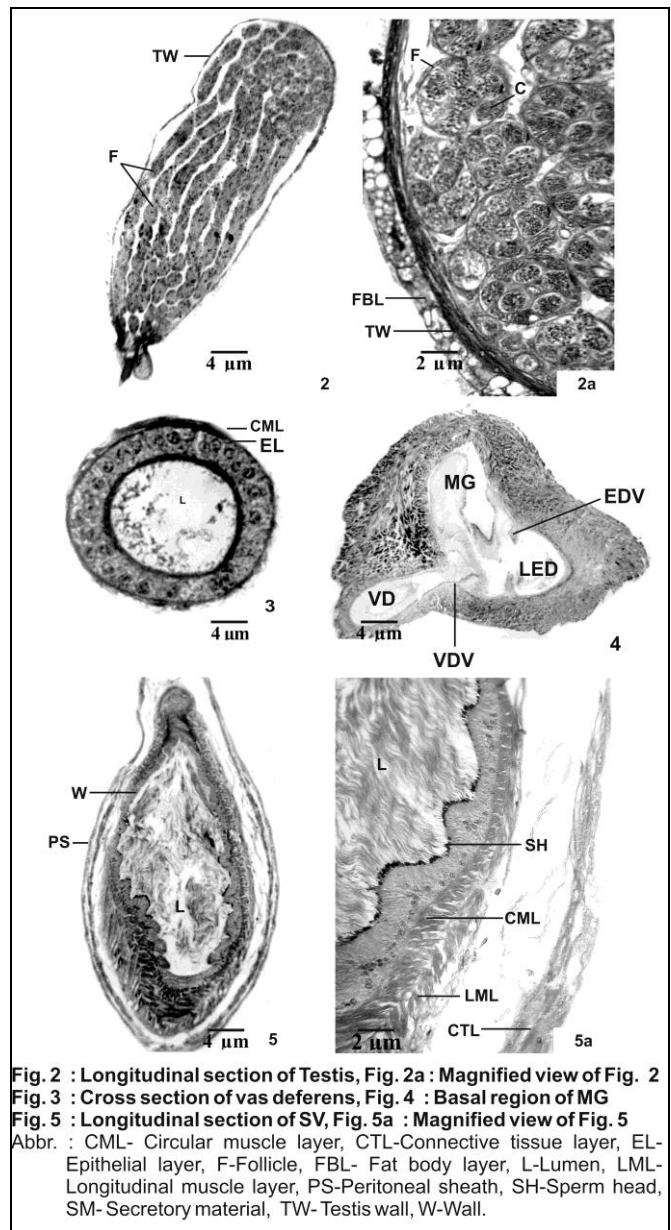 TW
F
4 µm
2
F
C
FBL
TW
2 µm
2a
CML
EL
L
3
4 µm
MG
EDV
LED
VD
4 µm
VDV
4
W
PS
L
4 µm
5
L
SH
CML
LML
2 µm
CTL
5a
Fig. 2 : Longitudinal section of Testis, Fig. 2a : Magnified view of Fig. 2
Fig. 3 : Cross section of vas deferens, Fig. 4 : Basal region of MG
Fig. 5 : Longitudinal section of SV, Fig. 5a : Magnified view of Fig. 5
Abbr. : CML- Circular muscle layer, CTL-Connective tissue layer, EL-
Epithelial layer, F-Follicle, FBL- Fat body layer, L-Lumen, LML-
Longitudinal muscle layer, PS-Peritoneal sheath, SH-Sperm head,
SM- Secretory material, TW- Testis wall, W-Wall.